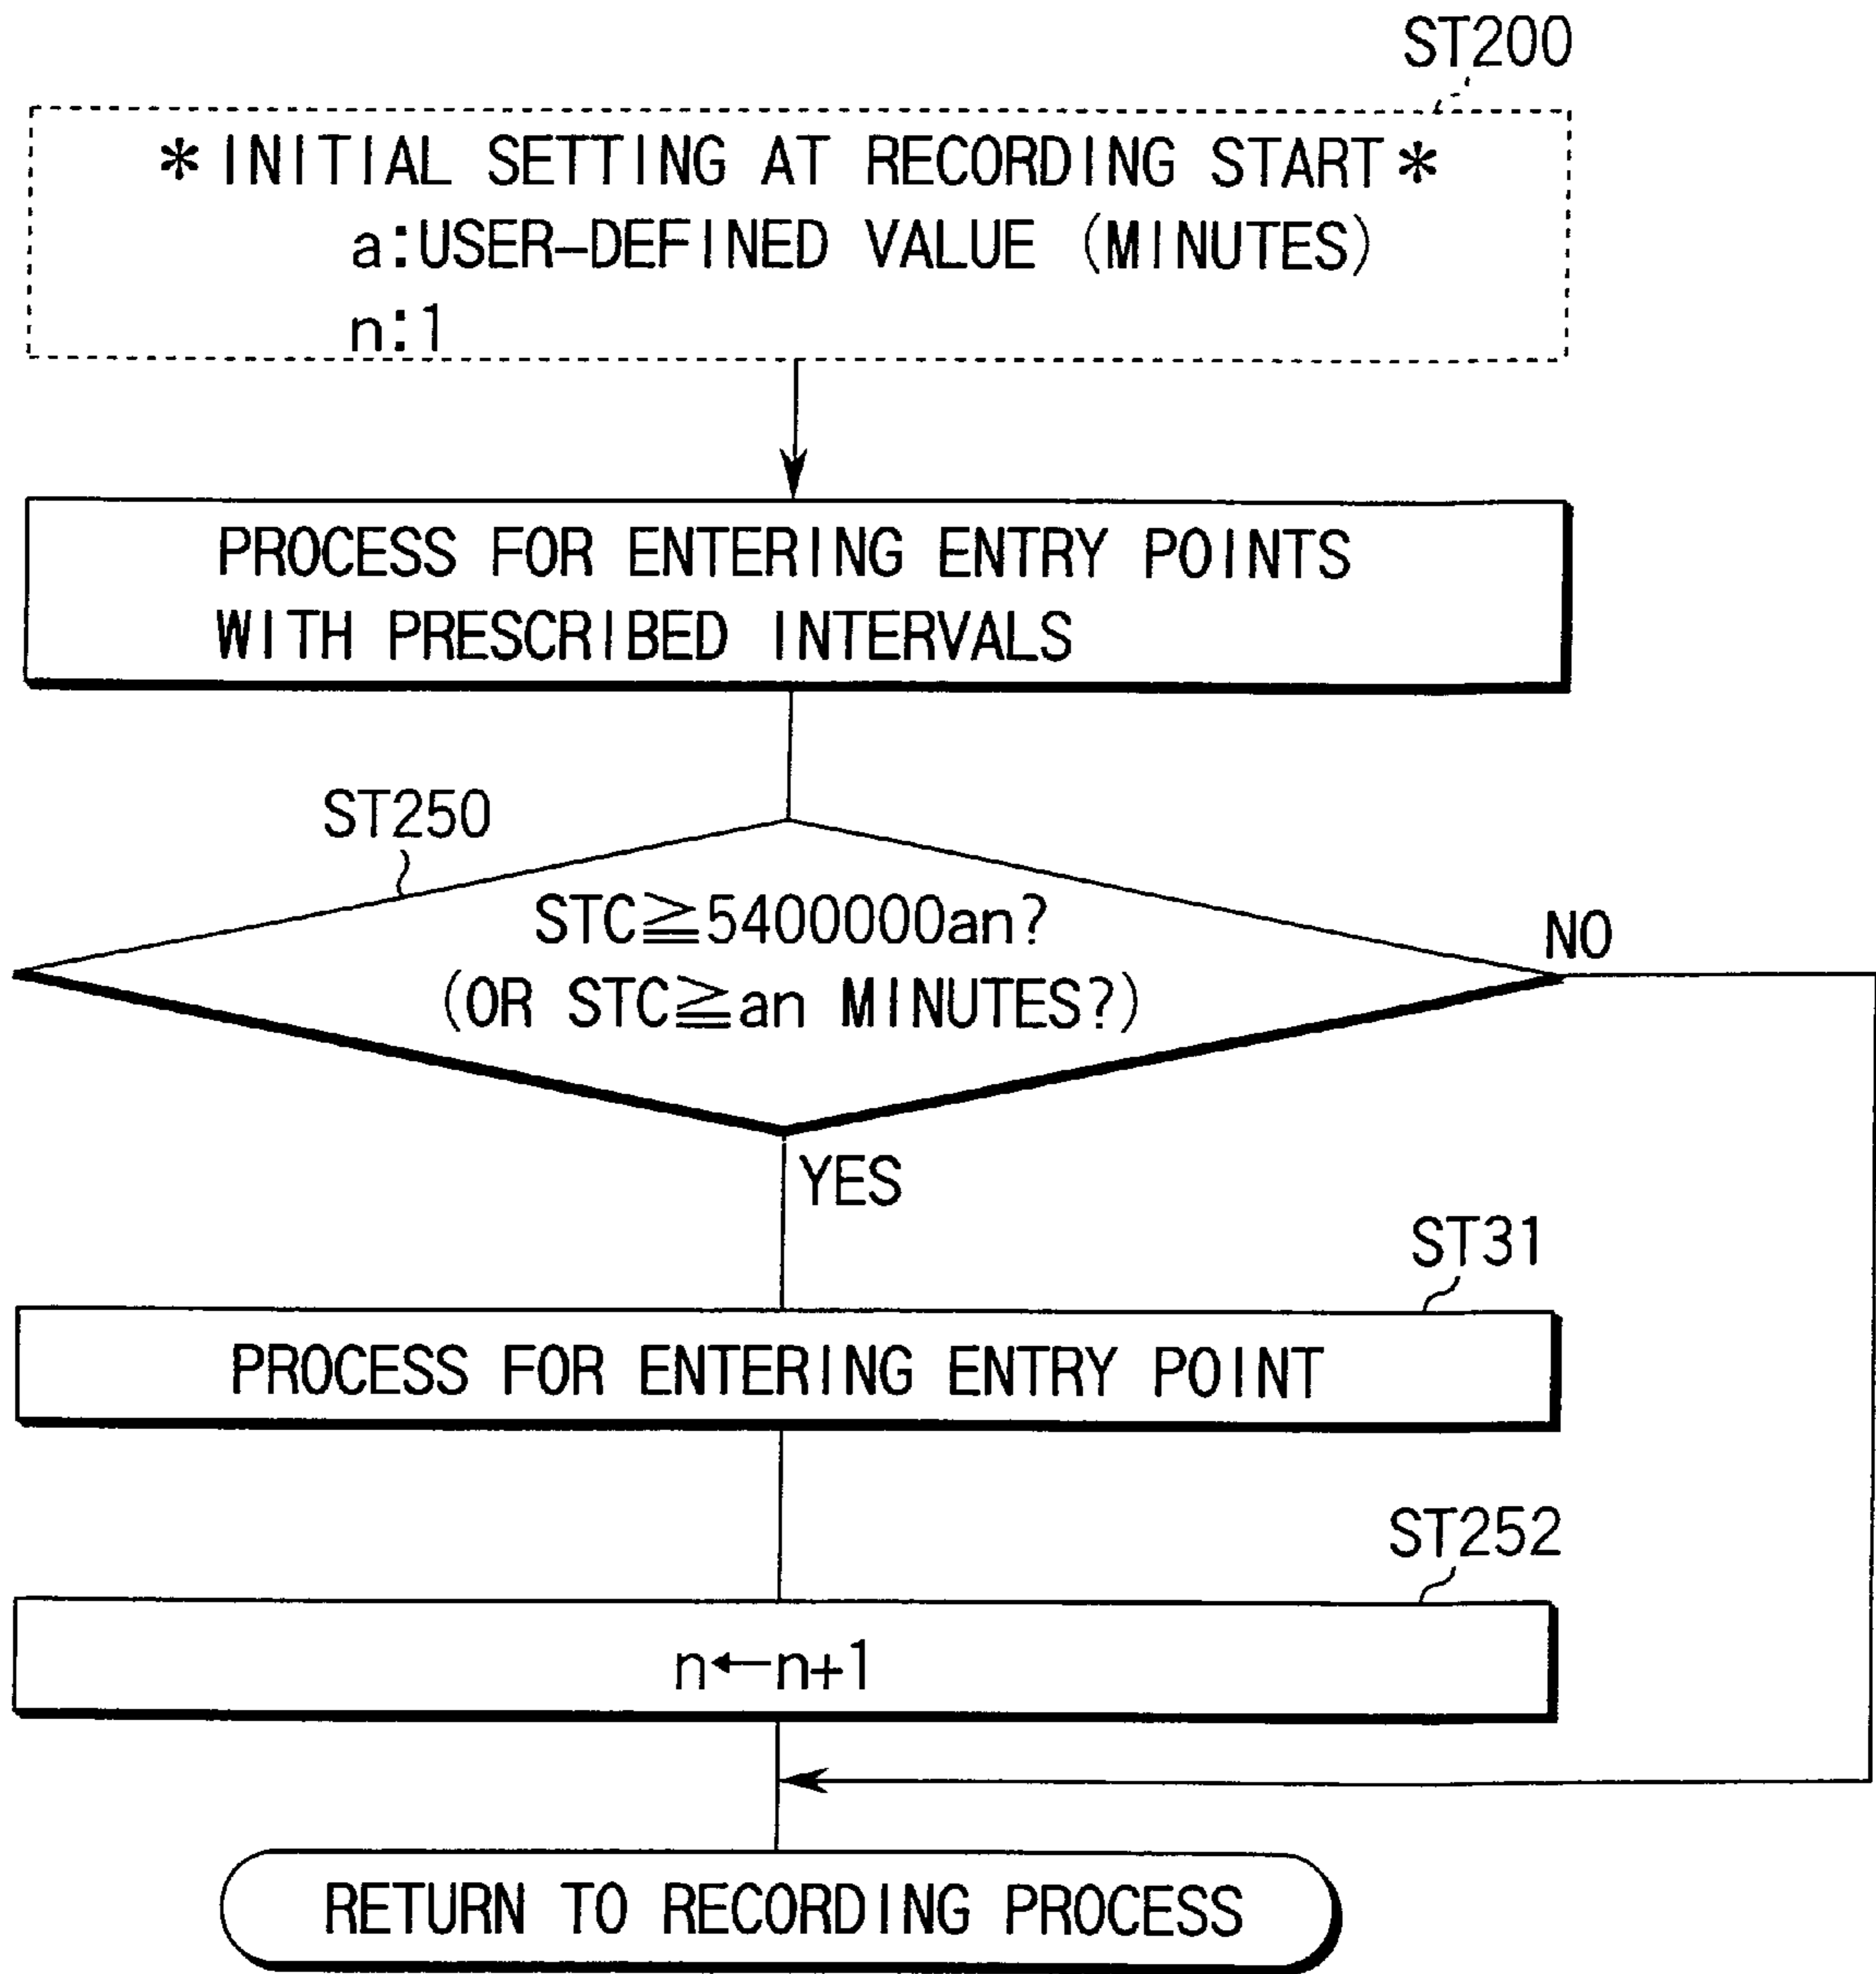 ST200
*INITIAL SETTING AT RECORDING START*
a:USER-DEFINED VALUE (MINUTES)
n:1
PROCESS FOR ENTERING ENTRY POINTS
WITH PRESCRIBED INTERVALS
ST250
STC≧5400000an?
(OR STC≧an MINUTES?)
NO
YES
ST31
PROCESS FOR ENTERING ENTRY POINT
ST252
n←n+1
RETURN TO RECORDING PROCESS